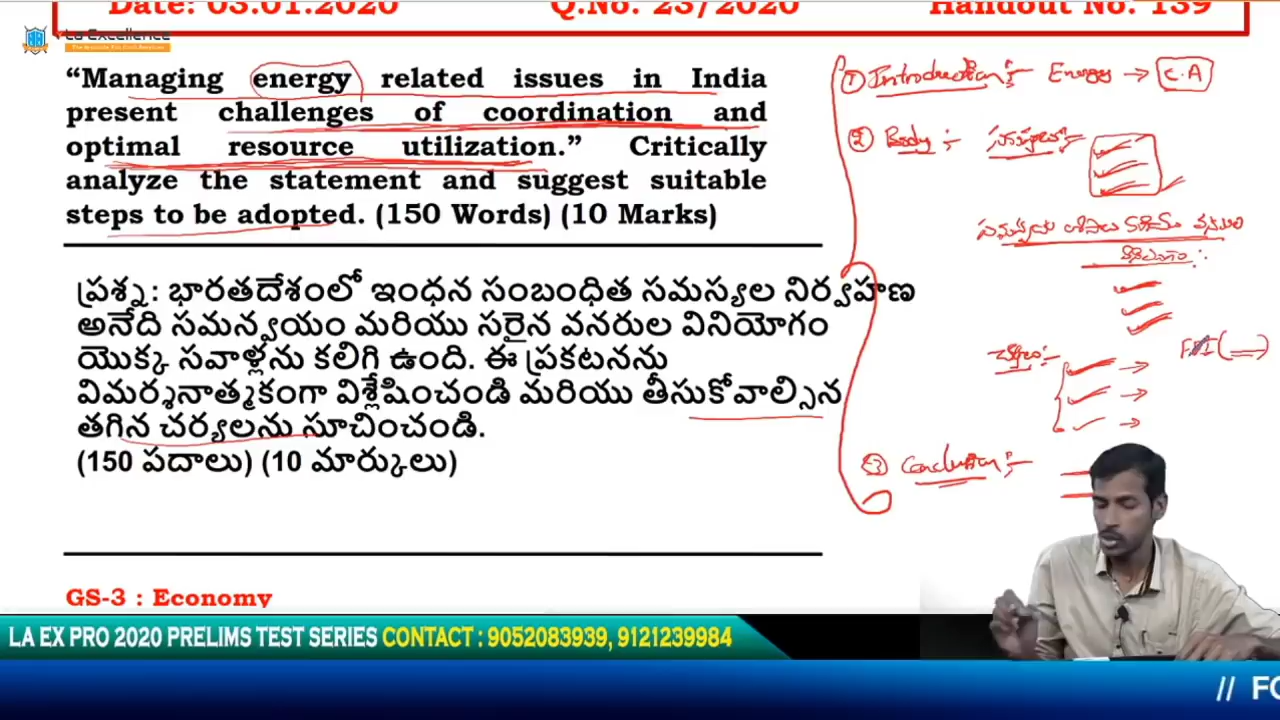 Date: 03.01.2020 Q.No. 23/2020 Handout No: 139
La Excellence
“Managing energy related issues in India
present challenges of coordination and
optimal resource utilization.” Critically
analyze the statement and suggest suitable
steps to be adopted. (150 Words) (10 Marks)
ప్రశ్న: భారతదేశంలో ఇంధన సంబంధిత సమస్యల నిర్వహణ
అనేది సమన్వయం మరియు సరైన వనరుల వినియోగం
యొక్క సవాళ్లను కలిగి ఉంది. ఈ ప్రకటనను
విమర్శనాత్మకంగా విశ్లేషించండి మరియు తీసుకోవాల్సిన
తగిన చర్యలను సూచించండి.
(150 పదాలు) (10 మార్కులు)
GS-3 : Economy
① Introduction:- Energy → C.A
② Body :-
③ Conclusion:-
LA EX PRO 2020 PRELIMS TEST SERIES CONTACT : 9052083939, 9121239984
// FO